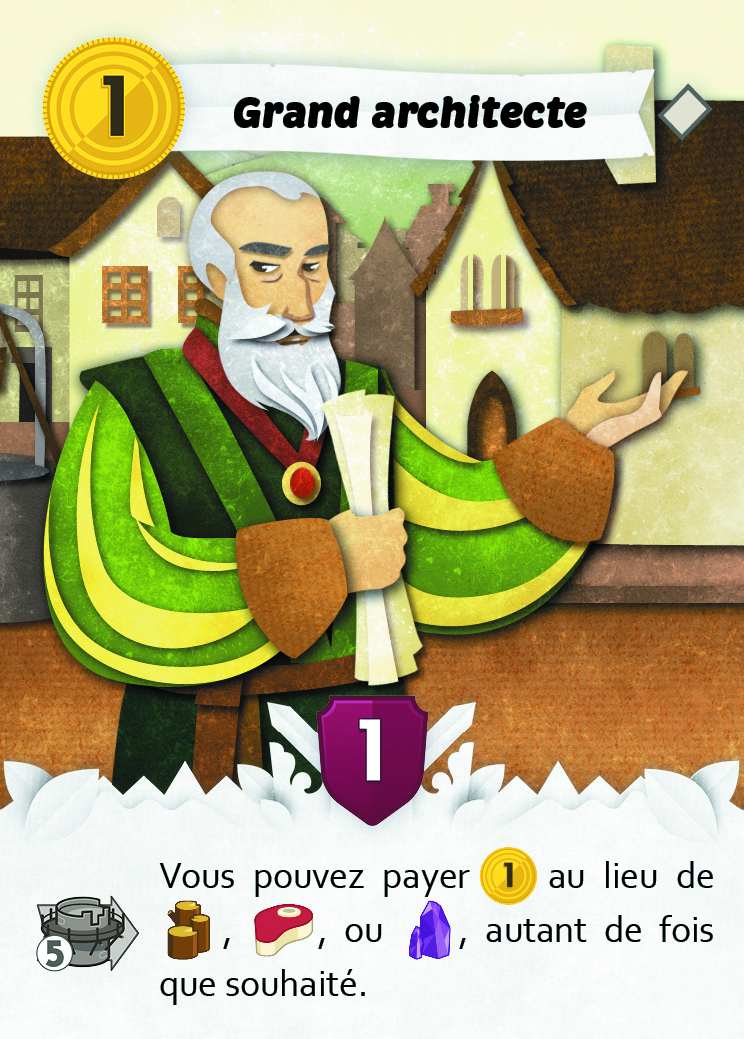 1
Grand architecte
1
Vous pouvez payer 1 au lieu de
, , ou , autant de fois
5
que souhaité.